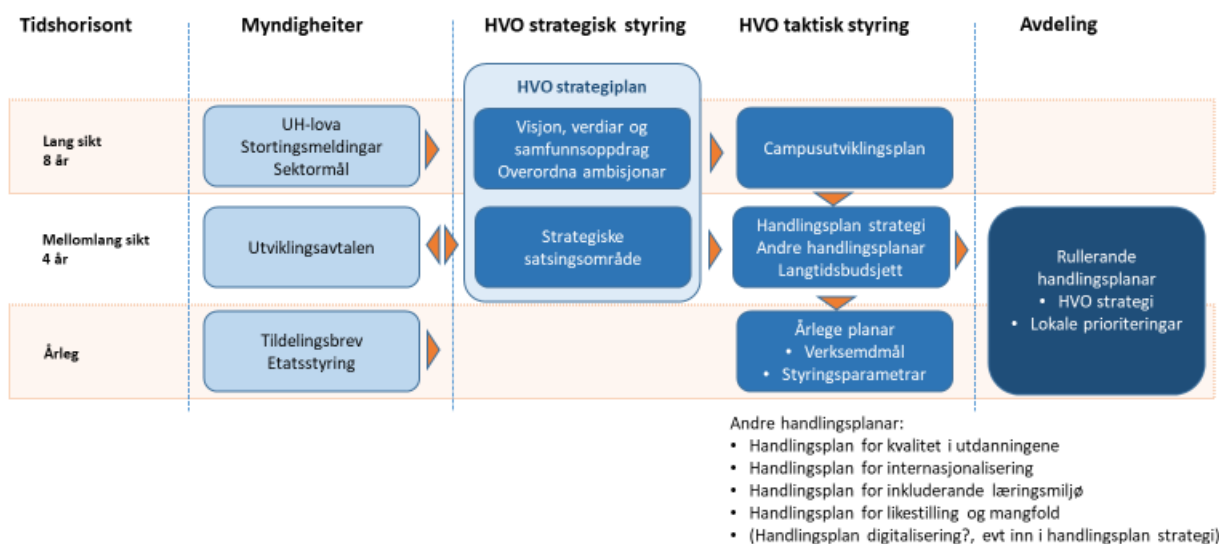 Tidshorisont
Myndigheiter
HVO strategisk styring
HVO taktisk styring
Avdeling
HVO strategiplan
Lang sikt
8 år
UH-lova
Stortingsmeldingar
Sektormål
Visjon, verdiar og
samfunnsoppdrag
Overordna ambisjonar
Campusutviklingsplan
Mellomlang sikt
4 år
Utviklingsavtalen
Strategiske
satsingsområde
Handlingsplan strategi
Andre handlingsplanar
Langtidsbudsjett
Rullerande
handlingsplanar
• HVO strategi
• Lokale prioriteringar
Årleg
Tildelingsbrev
Etatsstyring
Årlege planar
• Verksemdmål
• Styringsparametrar
Andre handlingsplanar:
• Handlingsplan for kvalitet i utdanningene
• Handlingsplan for internasjonalisering
• Handlingsplan for inkluderande læringsmiljø
• Handlingsplan for likestilling og mangfold
• (Handlingsplan digitalisering?, evt inn i handlingsplan strategi)